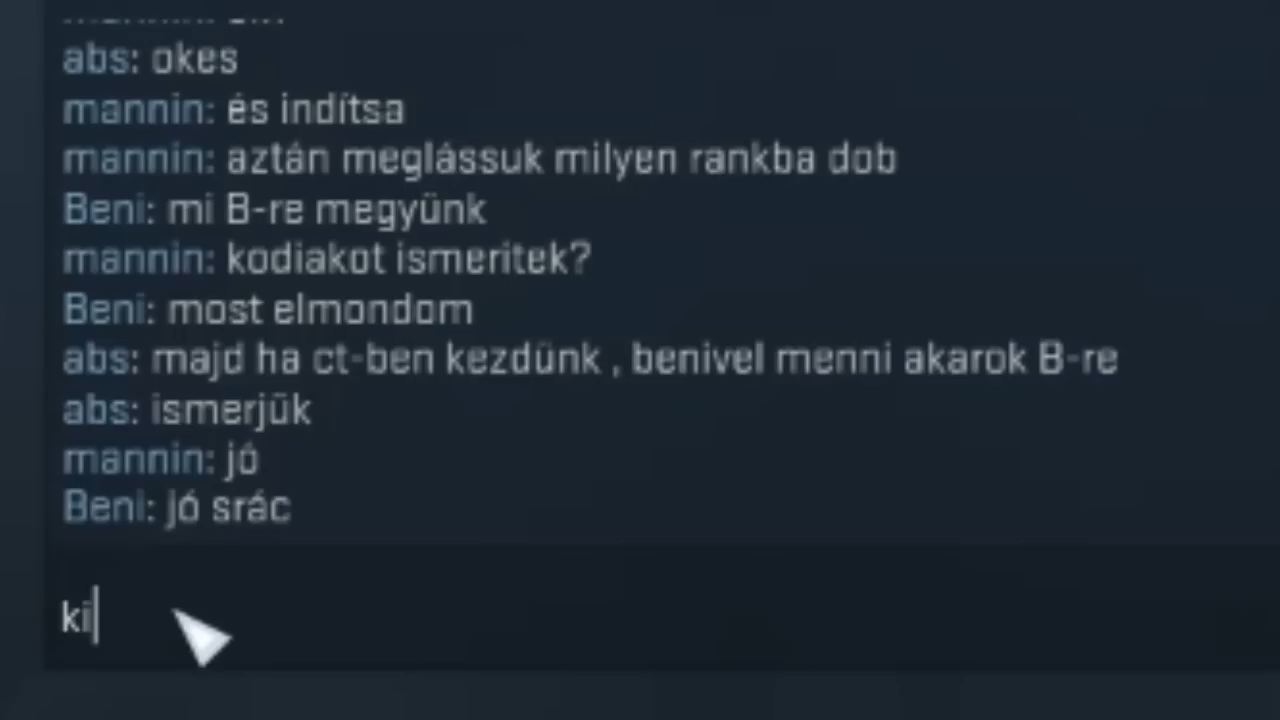 abs: okes
mannin: és indítsa
mannin: aztán meglássuk milyen rankba dob
Beni: mi B-re megyünk
mannin: kodiakot ismeritek?
Beni: most elmondom
abs: majd ha ct-ben kezdünk , benivel menni akarok B-re
abs: ismerjük
mannin: jó
Beni: jó srác
ki